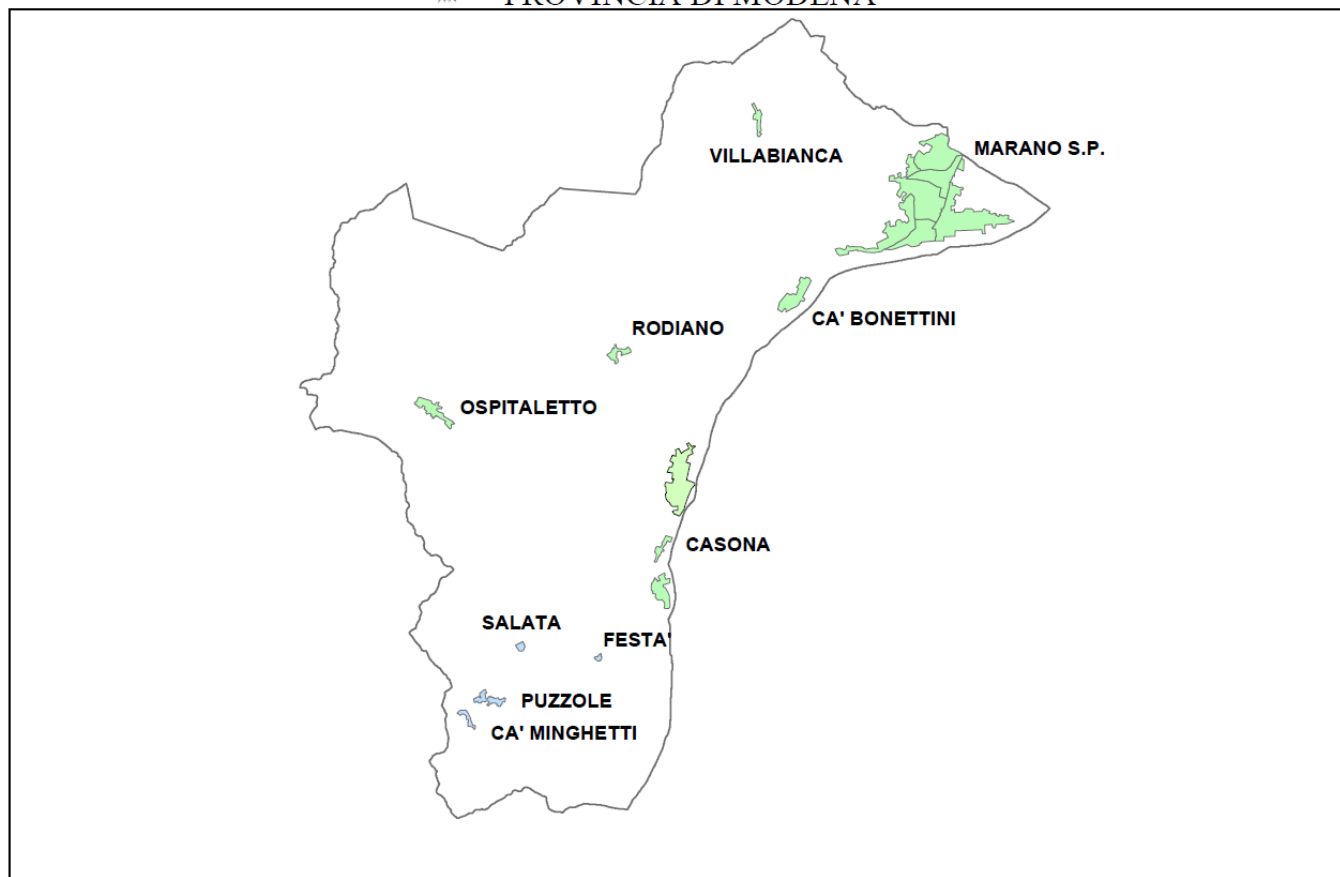 PROVINCIA DI MODENA
MARANO S.P.
VILLABIANCA
CA' BONETTINI
RODIANO
OSPITALETTO
CASONA
SALATA
FESTA'
PUZZOLE
CA' MINGHETTI